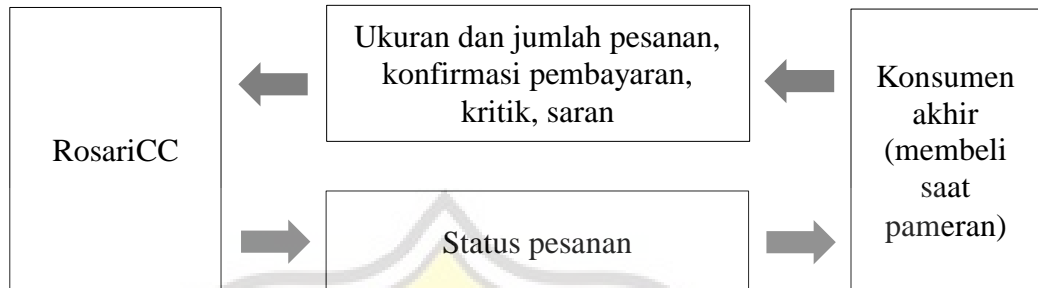 RosariCC
Ukuran dan jumlah pesanan,
konfirmasi pembayaran,
kritik, saran
Status pesanan
Konsumen
akhir
(membeli
saat
pameran)